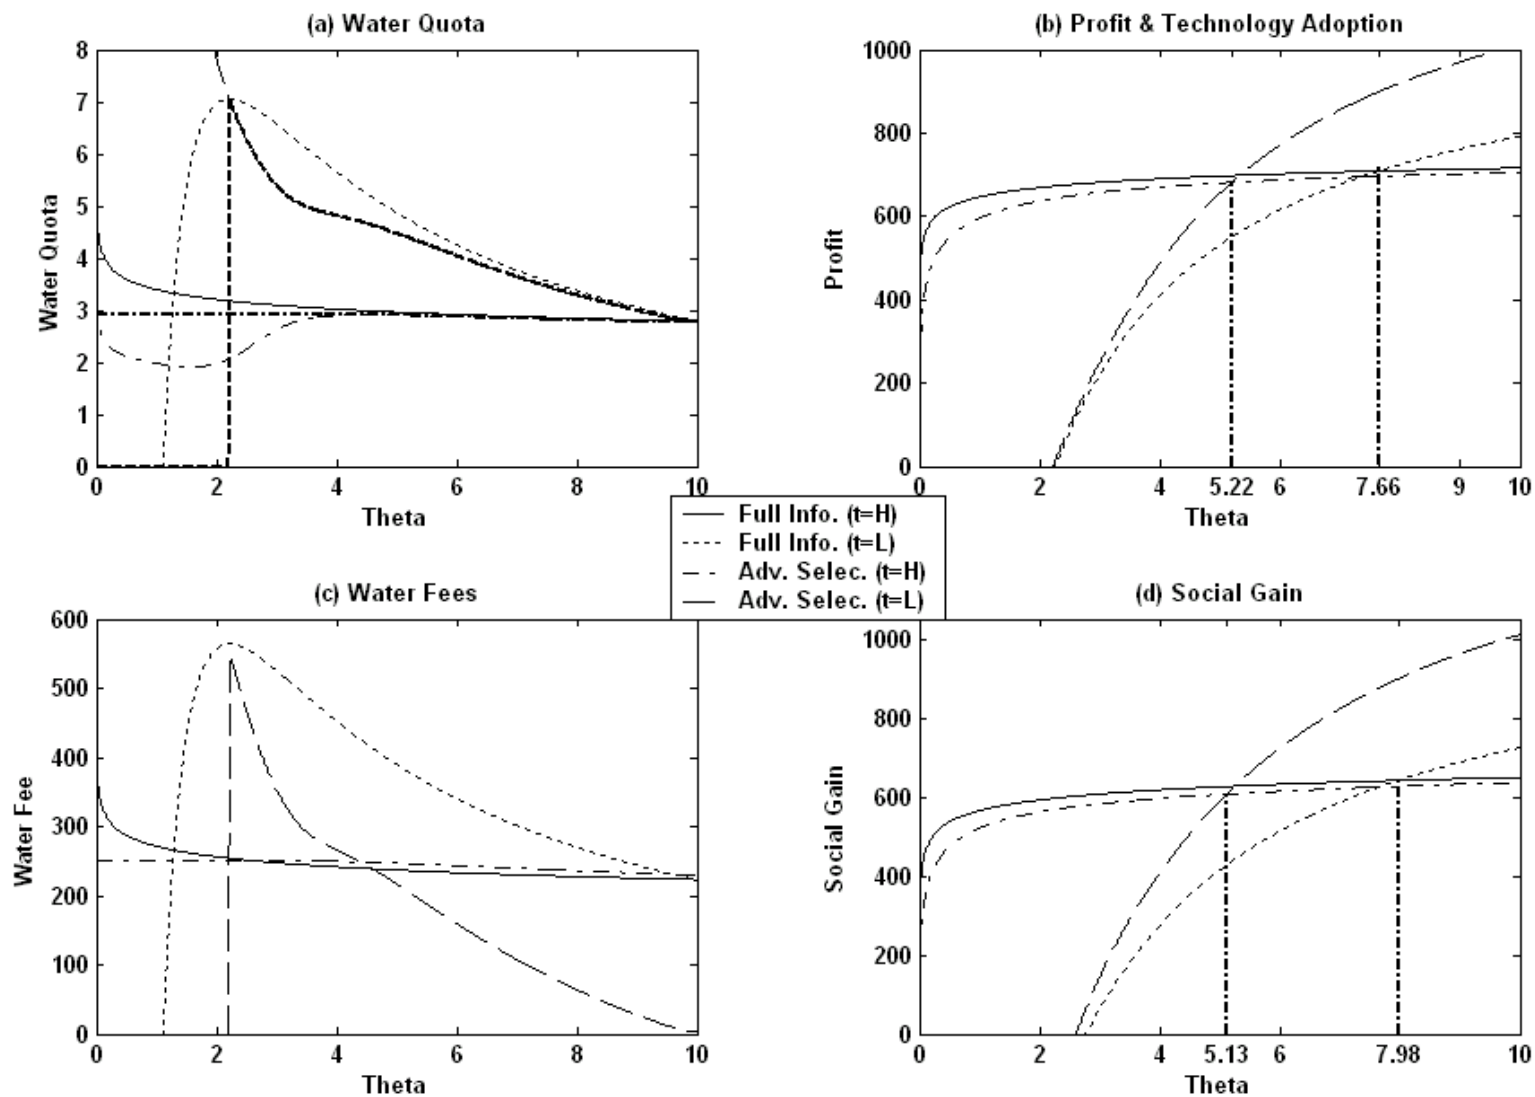 (a) Water Quota
8
7
6
5
4
3
2
1
0
Water Quota
0 2 4 6 8 10
Theta
(b) Profit & Technology Adoption
1000
800
600
400
200
0
Profit
0 2 4 5.22 6 7.66 9 10
Theta
Full Info. (t=H)
Full Info. (t=L)
Adv. Selec. (t=H)
Adv. Selec. (t=L)
(c) Water Fees
600
500
400
300
200
100
0
Water Fee
0 2 4 6 8 10
Theta
(d) Social Gain
1000
800
600
400
200
0
Social Gain
0 2 4 5.13 6 7.98 10
Theta